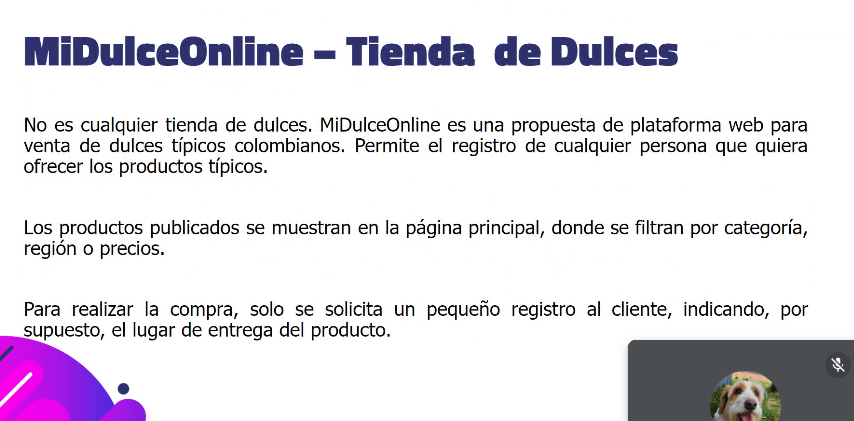 MiDulceOnline – Tienda de Dulces
No es cualquier tienda de dulces. MiDulceOnline es una propuesta de plataforma web para
venta de dulces típicos colombianos. Permite el registro de cualquier persona que quiera
ofrecer los productos típicos.
Los productos publicados se muestran en la página principal, donde se filtran por categoría,
región o precios.
Para realizar la compra, solo se solicita un pequeño registro al cliente, indicando, por
supuesto, el lugar de entrega del producto.